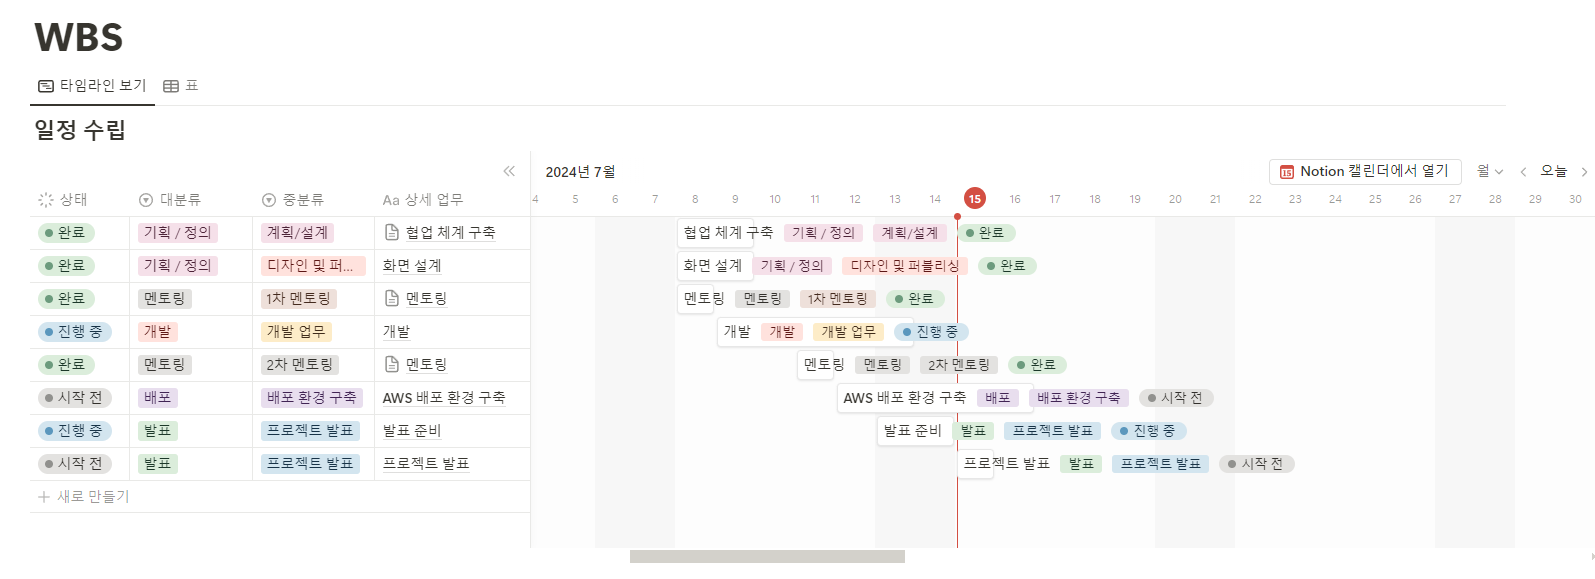 WBS
타임라인 보기 표
일정 수립
2024년 7월 Notion 캘린더에서 열기 월 오늘
상태 대분류 중분류 Aa 상세 업무 4 5 6 7 8 9 10 11 12 13 14 15 16 17 18 19 20 21 22 23 24 25 26 27 28 29 30
완료 기획 / 정의 계획/설계 협업 체계 구축 협업 체계 구축 기획 / 정의 계획/설계 완료
완료 기획 / 정의 디자인 및 퍼... 화면 설계 화면 설계 기획 / 정의 디자인 및 퍼블리싱 완료
완료 멘토링 1차 멘토링 멘토링 멘토링 멘토링 1차 멘토링 완료
진행 중 개발 개발 업무 개발 개발 개발 개발 업무 진행 중
완료 멘토링 2차 멘토링 멘토링 멘토링 멘토링 2차 멘토링 완료
시작 전 배포 배포 환경 구축 AWS 배포 환경 구축 AWS 배포 환경 구축 배포 배포 환경 구축 시작 전
진행 중 발표 프로젝트 발표 발표 준비 발표 준비 발표 프로젝트 발표 진행 중
시작 전 발표 프로젝트 발표 프로젝트 발표 프로젝트 발표 발표 프로젝트 발표 시작 전
+ 새로 만들기